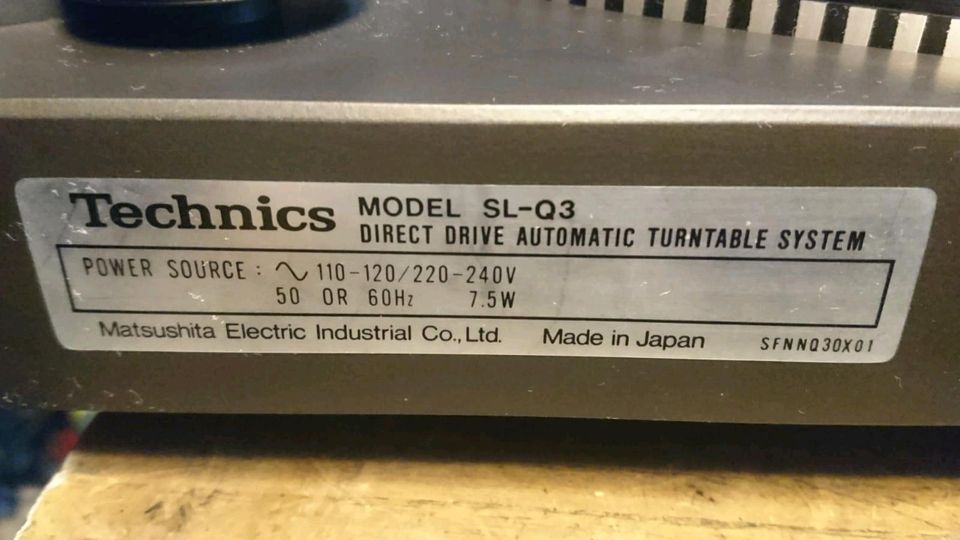 Technics MODEL SL-Q3
DIRECT DRIVE AUTOMATIC TURNTABLE SYSTEM
POWER SOURCE : ∿ 110-120/220-240V
50 OR 60Hz 7.5W
Matsushita Electric Industrial Co., Ltd. Made in Japan SFNNQ30X01